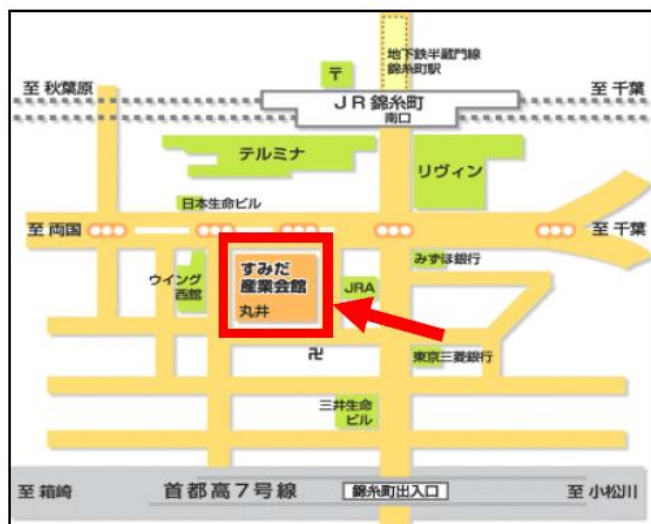 地下鉄半蔵門線
錦糸町駅
〒
至 秋葉原
至 千葉
JR錦糸町
南口
テルミナ
リヴィン
日本生命ビル
至 両国
至 千葉
すみだ
産業会館
丸井
ウイング
西館
JRA
みずほ銀行
卍
東京三菱銀行
三井生命
ビル
至 箱崎
首都高7号線
錦糸町出入口
至 小松川